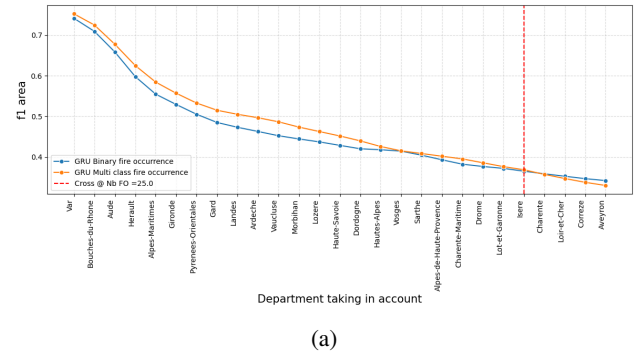 f1 area
0.7
0.6
0.5
0.4
GRU Binary fire occurrence
GRU Multi class fire occurrence
Cross @ Nb FO =25.0
Var
Bouches-du-Rhone
Aude
Herault
Alpes-Maritimes
Gironde
Pyrenees-Orientales
Gard
Landes
Ardeche
Vaucluse
Morbihan
Lozere
Haute-Savoie
Dordogne
Hautes-Alpes
Vosges
Sarthe
Alpes-de-Haute-Provence
Charente-Maritime
Drome
Lot-et-Garonne
Isere
Charente
Loir-et-Cher
Correze
Aveyron
Department taking in account
(a)